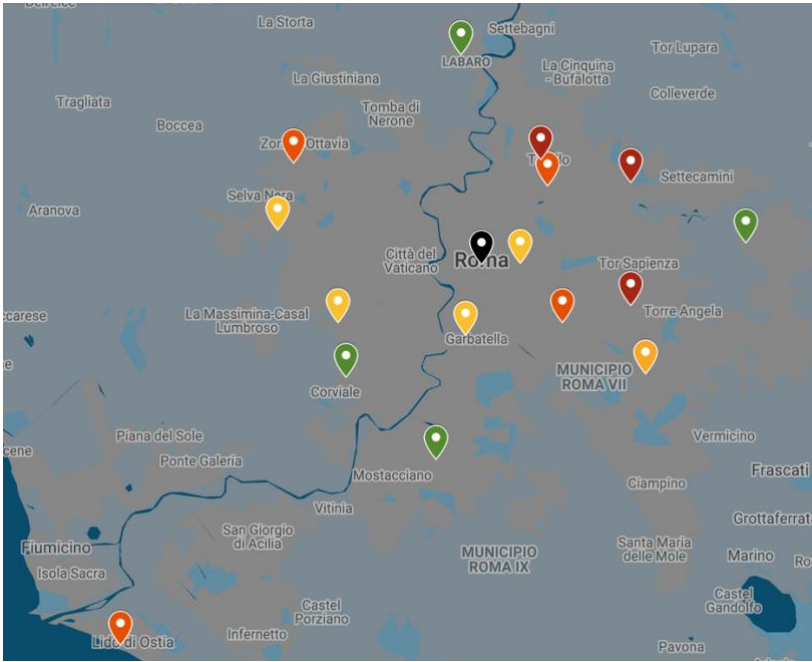 La Storta
Settebagni
LABARO
Tor Lupara
La Cinquina
- Bufalotta
La Giustiniana
Colleverde
Tragliata
Tomba di
Nerone
Boccea
Settecamini
Selva Nera
Aranova
Città del
Vaticano
Roma
Tor Sapienza
La Massimina-Casal
Lumbroso
Torre Angela
Garbatella
MUNICIPIO
ROMA VII
Corviale
Piana del Sole
Vermicino
Ponte Galeria
Mostacciano
Frascati
Ciampino
Vitinia
San Giorgio
di Acilia
Grottaferrat
Fiumicino
Santa Maria
delle Mole
Marino
MUNICIPIO
ROMA IX
Isola Sacra
Castel
Gandolfo
Castel
Porziano
Lido di Ostia
Infernetto
Pavona